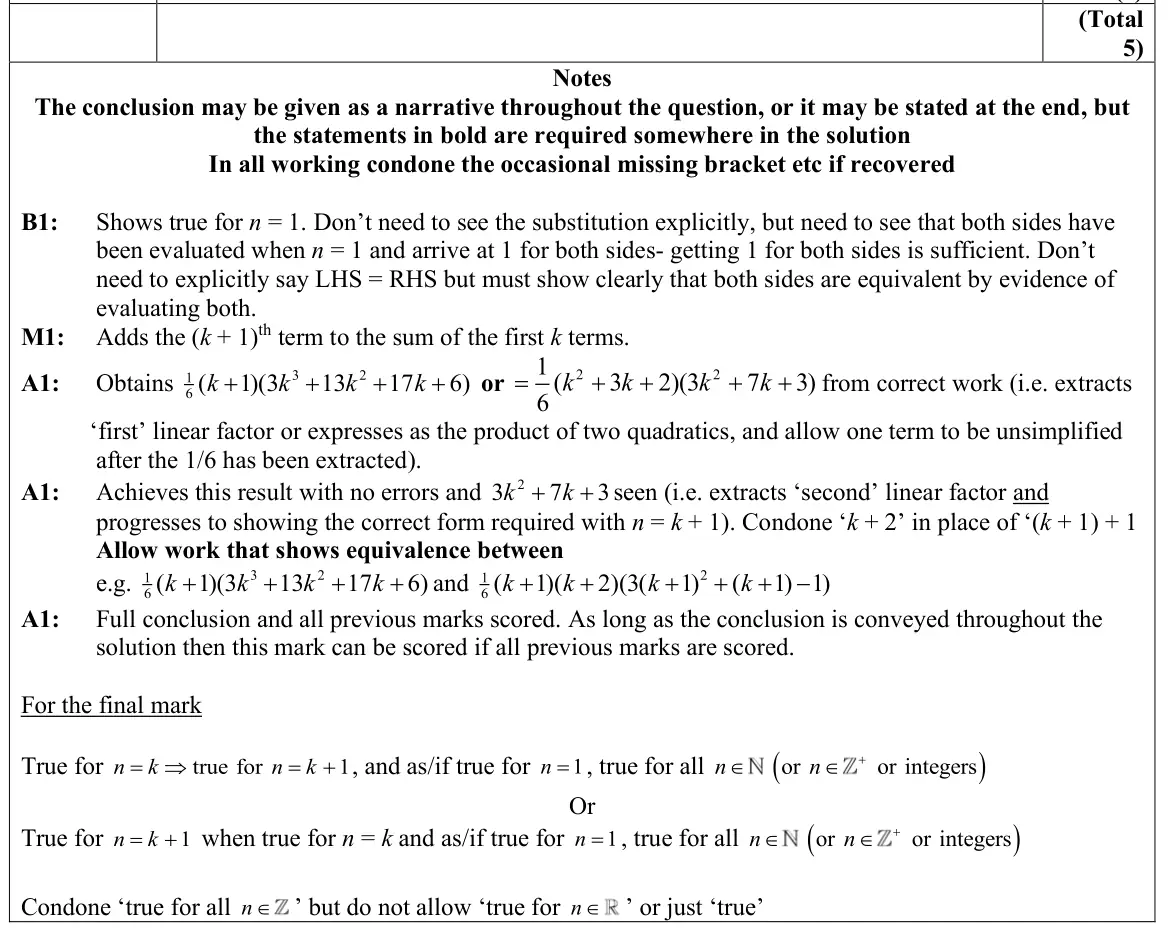 (Total
5)
Notes
The conclusion may be given as a narrative throughout the question, or it may be stated at the end, but
the statements in bold are required somewhere in the solution
In all working condone the occasional missing bracket etc if recovered
B1: Shows true for n = 1. Don’t need to see the substitution explicitly, but need to see that both sides have
been evaluated when n = 1 and arrive at 1 for both sides- getting 1 for both sides is sufficient. Don’t
need to explicitly say LHS = RHS but must show clearly that both sides are equivalent by evidence of
evaluating both.
M1: Adds the (k + 1)th term to the sum of the first k terms.
A1: Obtains 1/6 (k + 1)(3k³ + 13k² + 17k + 6) or = 1/6 (k² + 3k + 2)(3k² + 7k + 3) from correct work (i.e. extracts
‘first’ linear factor or expresses as the product of two quadratics, and allow one term to be unsimplified
after the 1/6 has been extracted).
A1: Achieves this result with no errors and 3k² + 7k + 3 seen (i.e. extracts ‘second’ linear factor and
progresses to showing the correct form required with n = k + 1). Condone ‘k + 2’ in place of ‘(k + 1) + 1
Allow work that shows equivalence between
e.g. 1/6 (k + 1)(3k³ + 13k² + 17k + 6) and 1/6 (k + 1)(k + 2)(3(k + 1)² + (k + 1) − 1)
A1: Full conclusion and all previous marks scored. As long as the conclusion is conveyed throughout the
solution then this mark can be scored if all previous marks are scored.
For the final mark
True for n = k ⇒ true for n = k + 1, and as/if true for n = 1, true for all n ∈ ℕ (or n ∈ ℤ⁺ or integers)
Or
True for n = k + 1 when true for n = k and as/if true for n = 1, true for all n ∈ ℕ (or n ∈ ℤ⁺ or integers)
Condone ‘true for all n ∈ ℤ ’ but do not allow ‘true for n ∈ ℝ ’ or just ‘true’